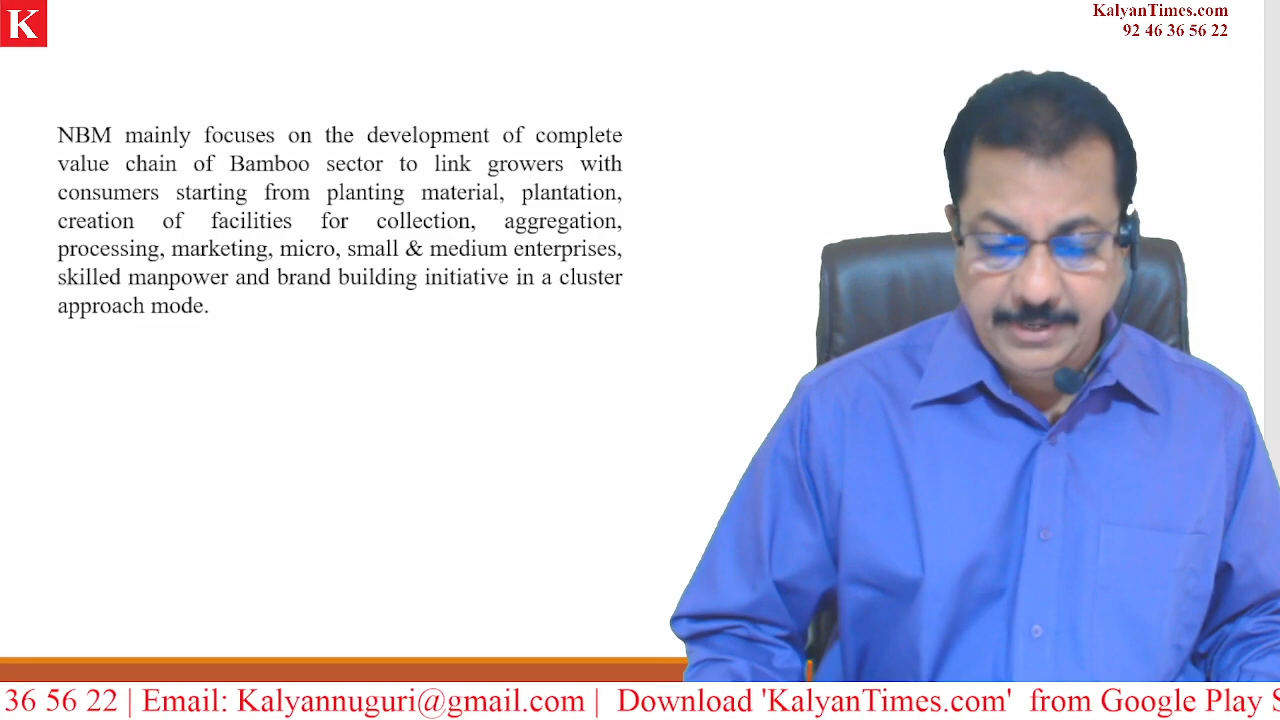 K
KalyanTimes.com
92 46 36 56 22
NBM mainly focuses on the development of complete
value chain of Bamboo sector to link growers with
consumers starting from planting material, plantation,
creation of facilities for collection, aggregation,
processing, marketing, micro, small & medium enterprises,
skilled manpower and brand building initiative in a cluster
approach mode.
36 56 22 | Email: Kalyannuguri@gmail.com | Download 'KalyanTimes.com' from Google Play S